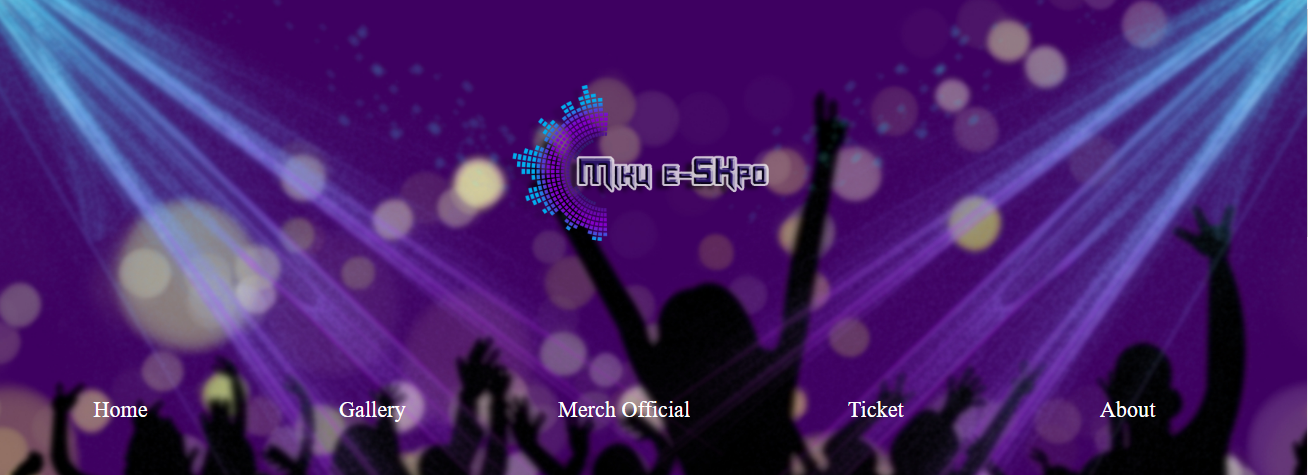 Miku e-SKpo
Home Gallery Merch Official Ticket About